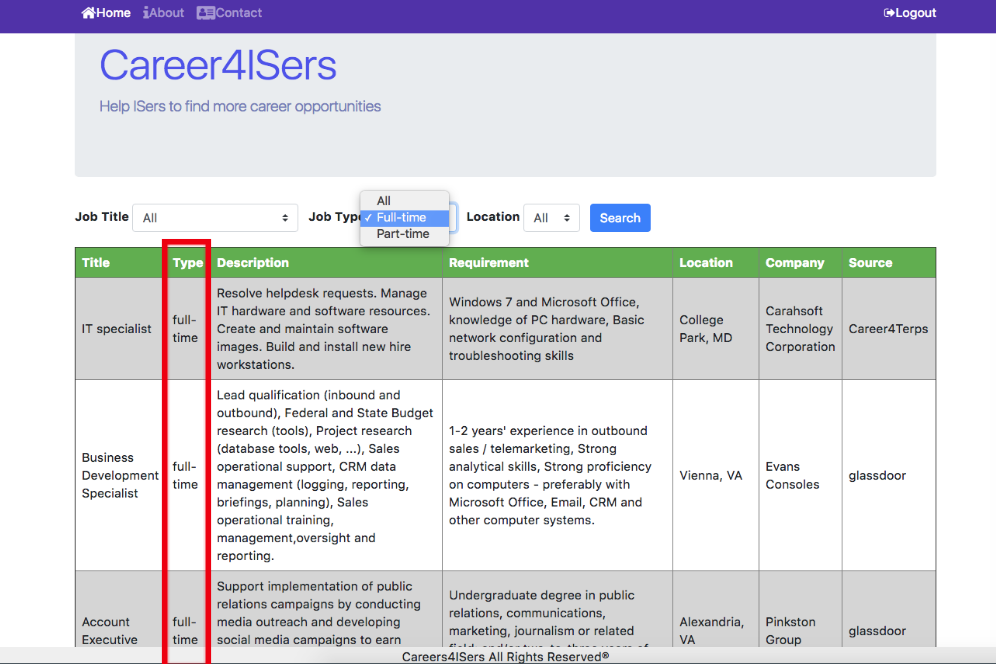 Home About Contact Logout
Career4ISers
Help ISers to find more career opportunities
Job Title All Job Type All Location All Search
✓ Full-time
Part-time
Title Type Description Requirement Location Company Source
IT specialist
full-
time
Resolve helpdesk requests. Manage
IT hardware and software resources.
Create and maintain software
images. Build and install new hire
workstations.
Windows 7 and Microsoft Office,
knowledge of PC hardware, Basic
network configuration and
troubleshooting skills
College
Park, MD
Carahsoft
Technology
Corporation
Career4Terps
Business
Development
Specialist
full-
time
Lead qualification (inbound and
outbound), Federal and State Budget
research (tools), Project research
(database tools, web, ...), Sales
operational support, CRM data
management (logging, reporting,
briefings, planning), Sales
operational training,
management,oversight and
reporting.
1-2 years' experience in outbound
sales / telemarketing, Strong
analytical skills, Strong proficiency
on computers - preferably with
Microsoft Office, Email, CRM and
other computer systems.
Vienna, VA
Evans
Consoles
glassdoor
Account
Executive
full-
time
Support implementation of public
relations campaigns by conducting
media outreach and developing
social media campaigns to earn
Undergraduate degree in public
relations, communications,
marketing, journalism or related
field, and/or two to three years of
Alexandria,
VA
Pinkston
Group
glassdoor
Careers4ISers All Rights Reserved®